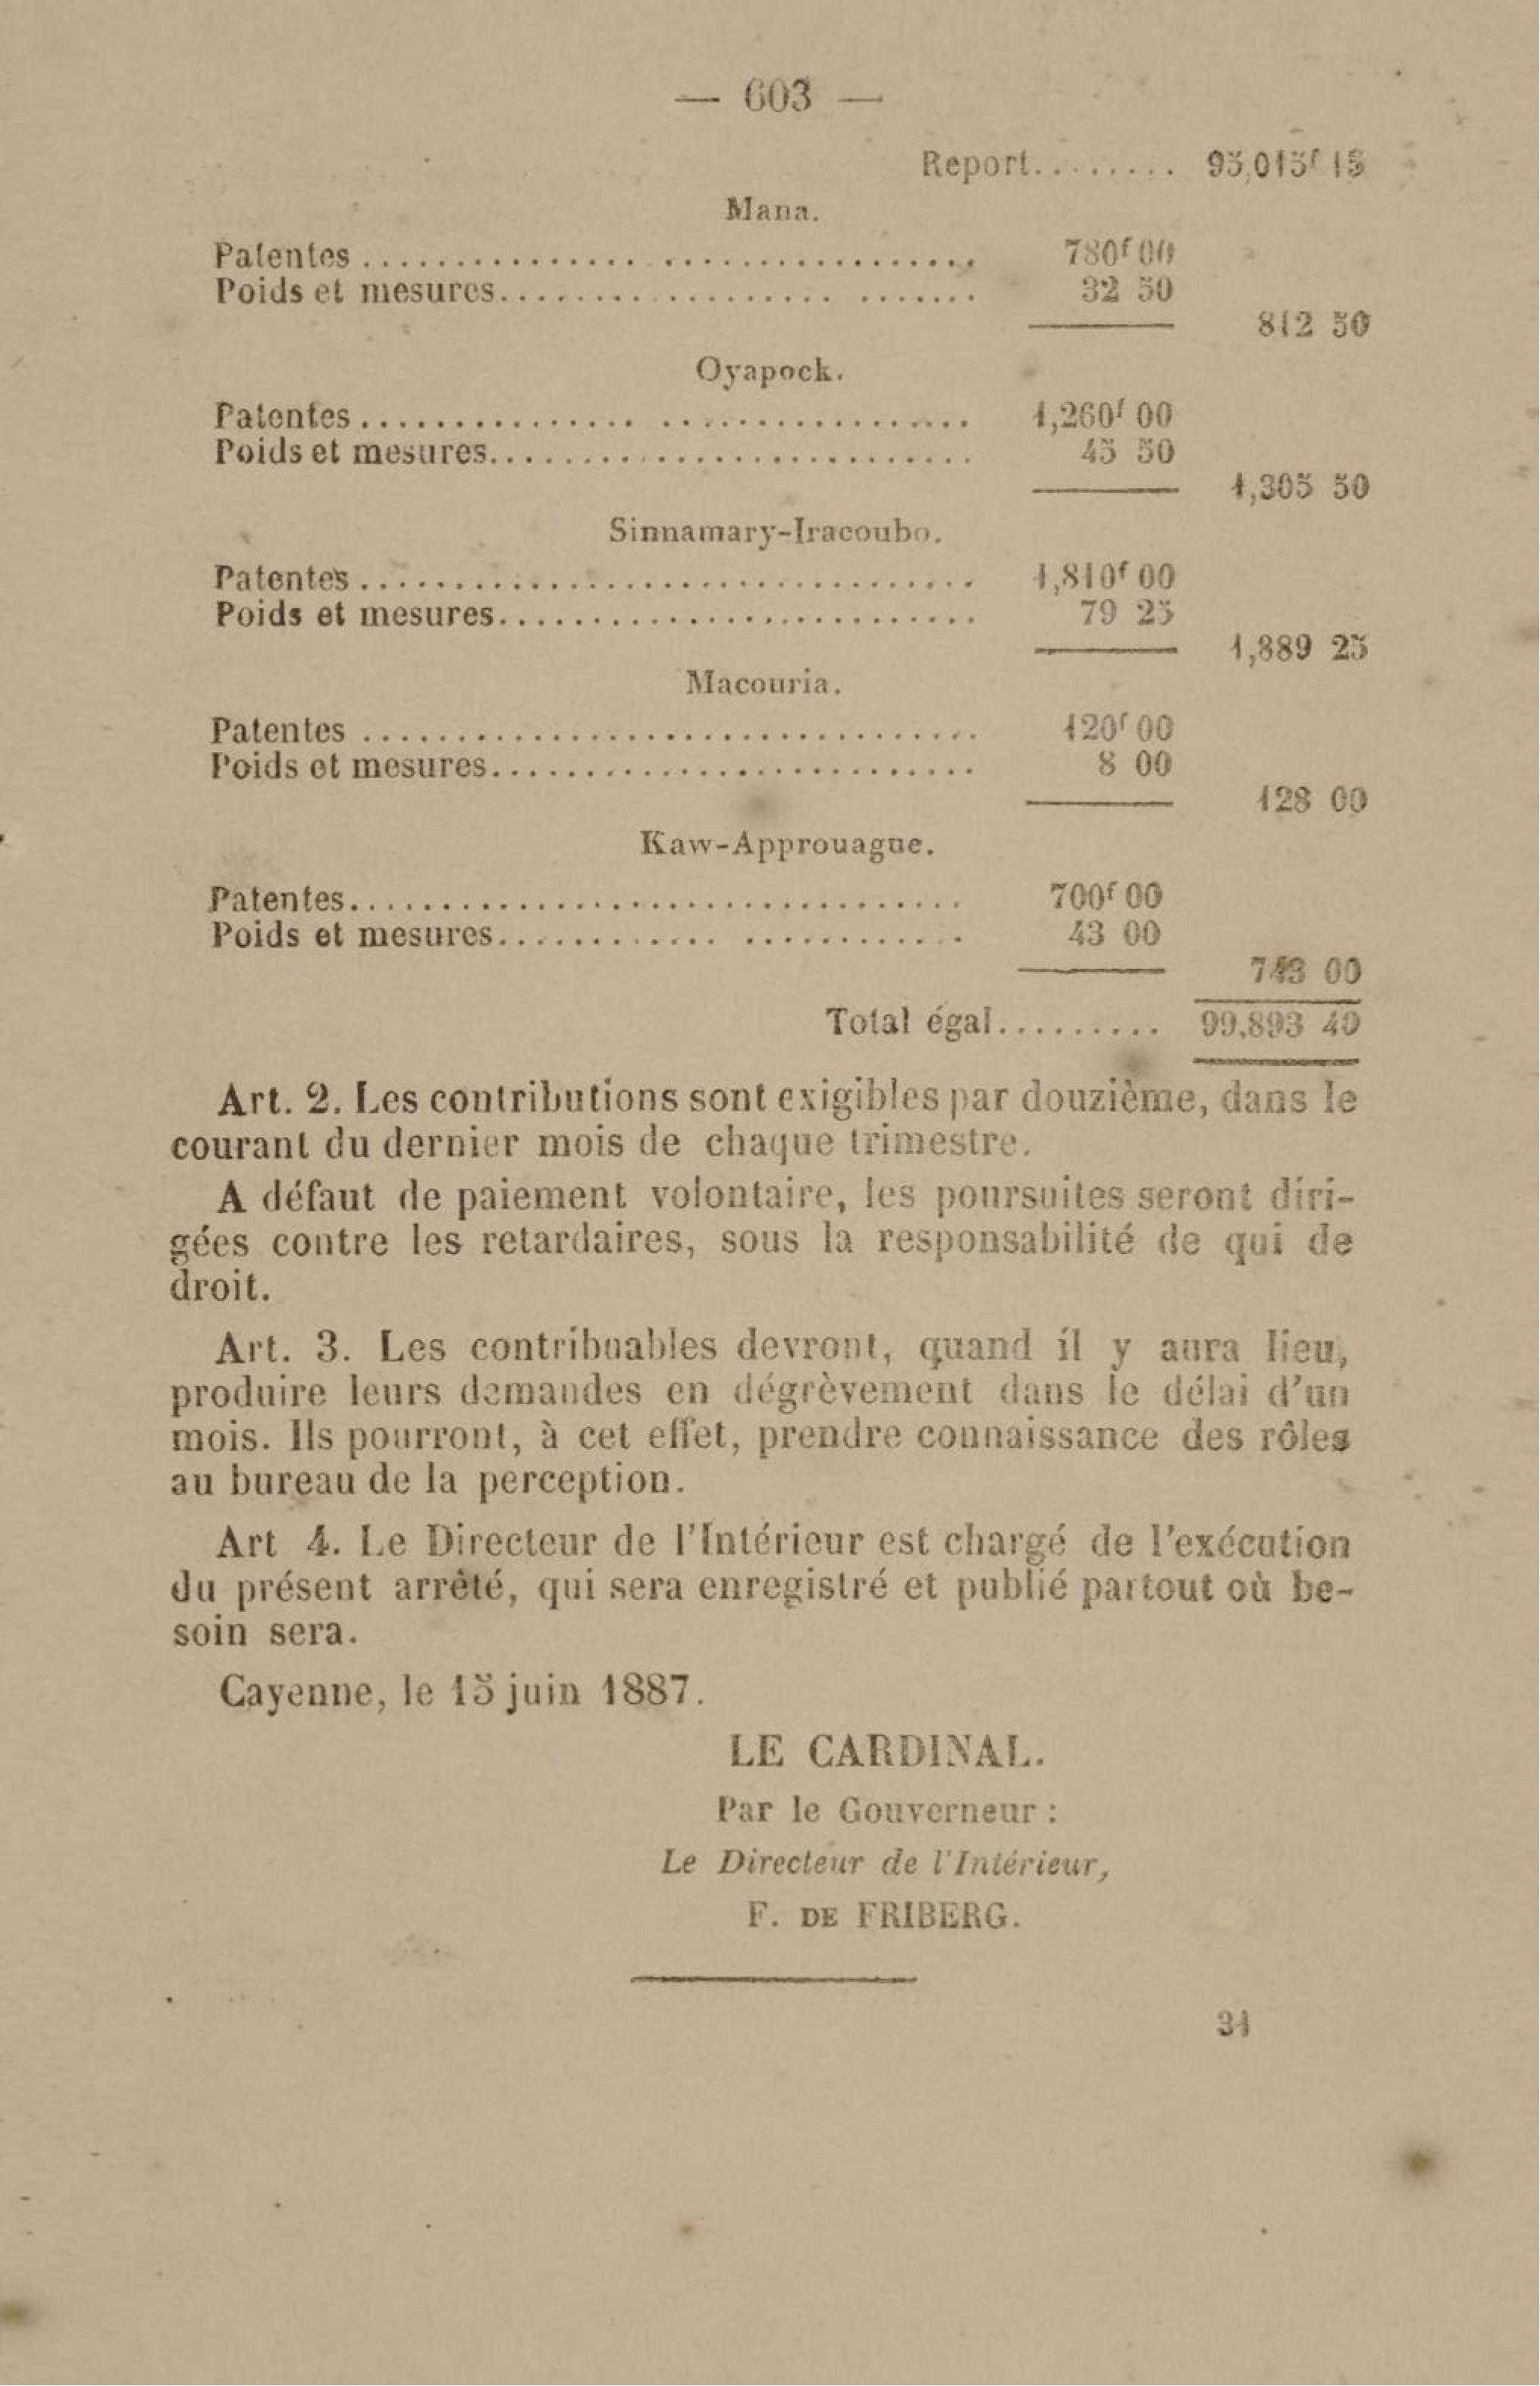 — 603 —
Report......... 95,015f 15
Mana.
Patentes ................................. 780f 00
Poids et mesures......................... 32 50
812 50
Oyapock.
Patentes ................................. 1,260f 00
Poids et mesures.......................... 45 50
1,305 50
Sinnamary-Iracoubo.
Patentes ................................. 1,810f 00
Poids et mesures.......................... 79 25
1,889 25
Macouria.
Patentes ................................. 120f 00
Poids et mesures.......................... 8 00
128 00
Kaw-Approuague.
Patentes................................. 700f 00
Poids et mesures......................... 43 00
743 00
Total égal......... 99,893 40
Art. 2. Les contributions sont exigibles par douzième, dans le
courant du dernier mois de chaque trimestre.
A défaut de paiement volontaire, les poursuites seront diri-
gées contre les retardaires, sous la responsabilité de qui de
droit.
Art. 3. Les contribuables devront, quand il y aura lieu,
produire leurs demandes en dégrèvement dans le délai d'un
mois. Ils pourront, à cet effet, prendre connaissance des rôles
au bureau de la perception.
Art 4. Le Directeur de l'Intérieur est chargé de l'exécution
du présent arrêté, qui sera enregistré et publié partout où be-
soin sera.
Cayenne, le 15 juin 1887.
LE CARDINAL.
Par le Gouverneur :
Le Directeur de l'Intérieur,
F. DE FRIBERG.
31